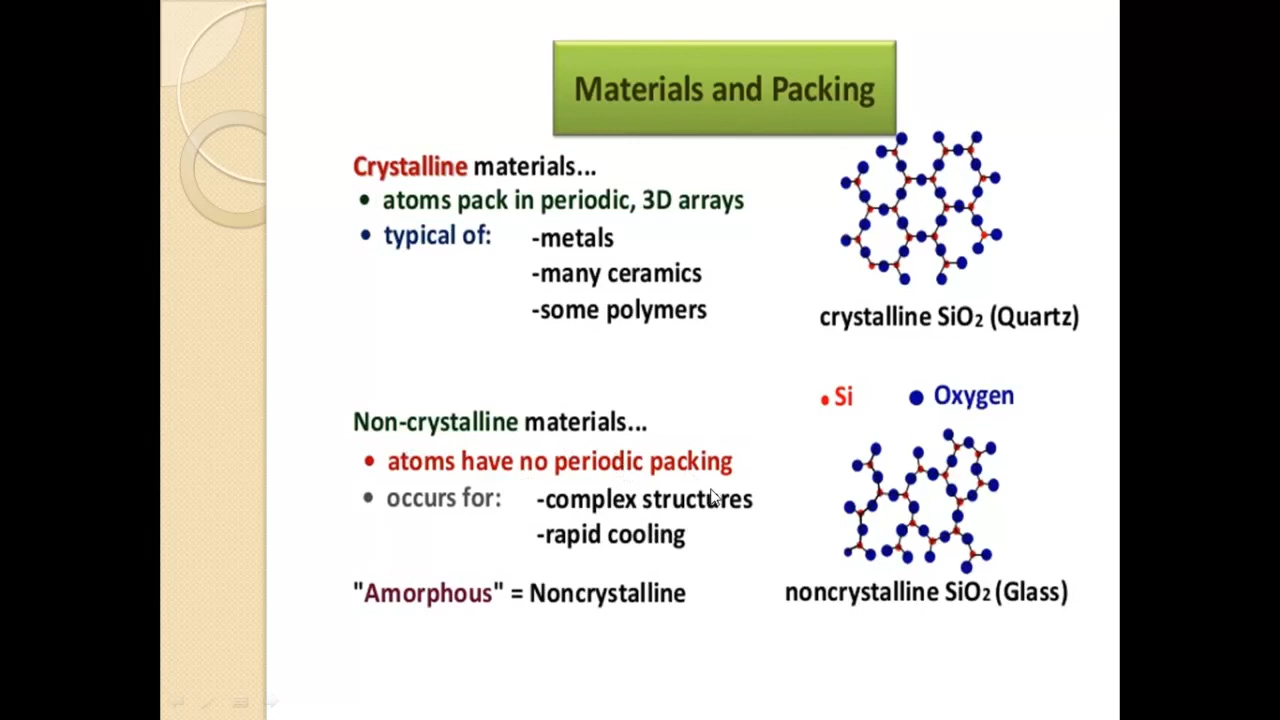 Materials and Packing
Crystalline materials...
• atoms pack in periodic, 3D arrays
• typical of: -metals
-many ceramics
-some polymers
crystalline SiO₂ (Quartz)
• Si ● Oxygen
Non-crystalline materials...
• atoms have no periodic packing
• occurs for: -complex structures
-rapid cooling
"Amorphous" = Noncrystalline
noncrystalline SiO₂ (Glass)